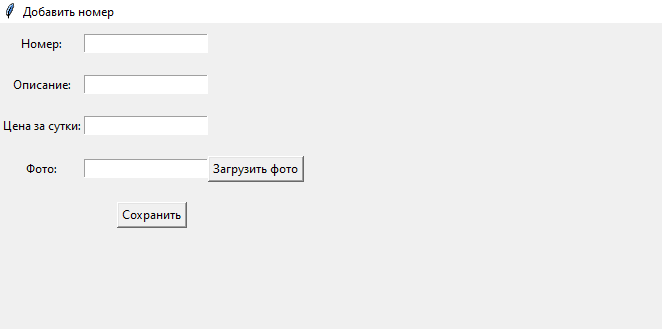 Добавить номер
Номер:
Описание:
Цена за сутки:
Фото: Загрузить фото
Сохранить